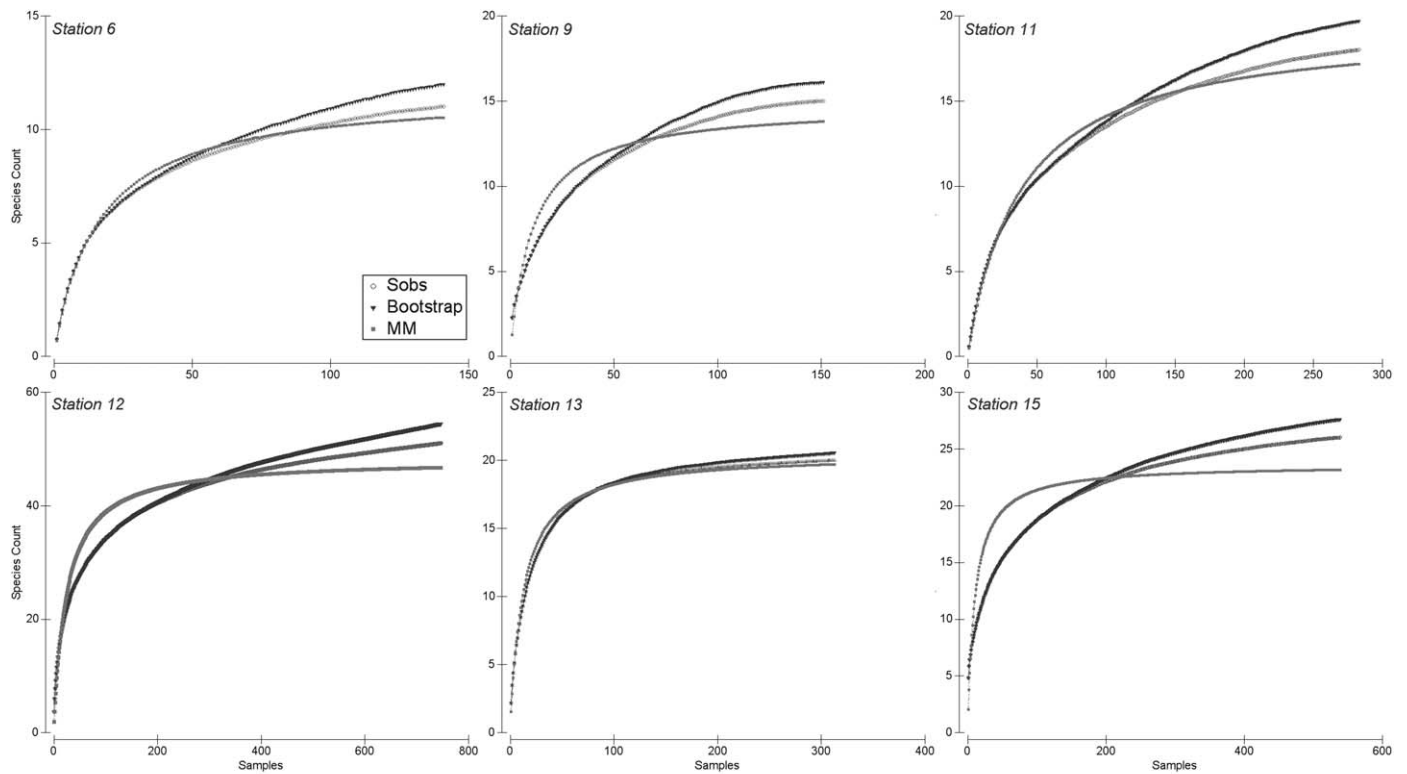 Station 6
Station 9
Station 11
Species Count
15
10
5
0
Sobs
Bootstrap
MM
0 50 100 150
20
15
10
5
0
0 50 100 150 200
20
15
10
5
0
0 50 100 150 200 250 300
Station 12
Station 13
Station 15
Species Count
60
40
20
0
0 200 400 600 800
Samples
25
20
15
10
5
0
0 100 200 300 400
Samples
30
25
20
15
10
5
0
0 200 400 600
Samples